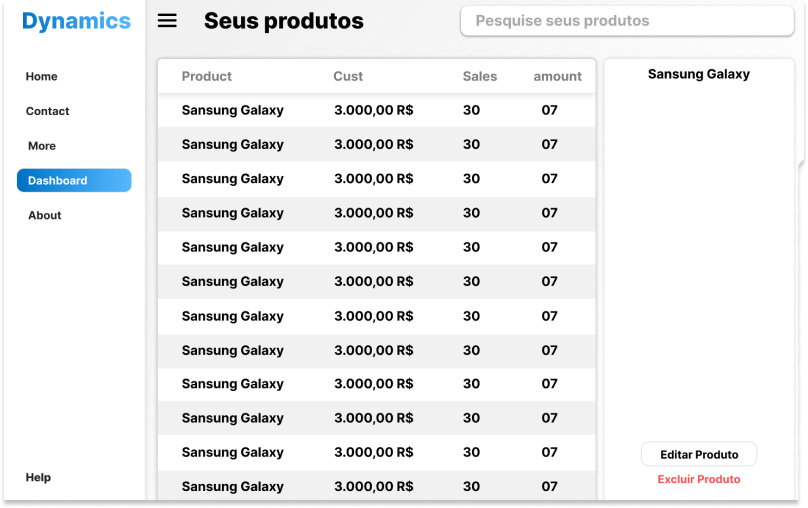 Dynamics
Seus produtos
Pesquise seus produtos
Home
Contact
More
Dashboard
About
Help
Product Cust Sales amount
Sansung Galaxy 3.000,00 R$ 30 07
Sansung Galaxy 3.000,00 R$ 30 07
Sansung Galaxy 3.000,00 R$ 30 07
Sansung Galaxy 3.000,00 R$ 30 07
Sansung Galaxy 3.000,00 R$ 30 07
Sansung Galaxy 3.000,00 R$ 30 07
Sansung Galaxy 3.000,00 R$ 30 07
Sansung Galaxy 3.000,00 R$ 30 07
Sansung Galaxy 3.000,00 R$ 30 07
Sansung Galaxy 3.000,00 R$ 30 07
Sansung Galaxy 3.000,00 R$ 30 07
Sansung Galaxy 3.000,00 R$ 30 07
Sansung Galaxy
Editar Produto
Excluir Produto